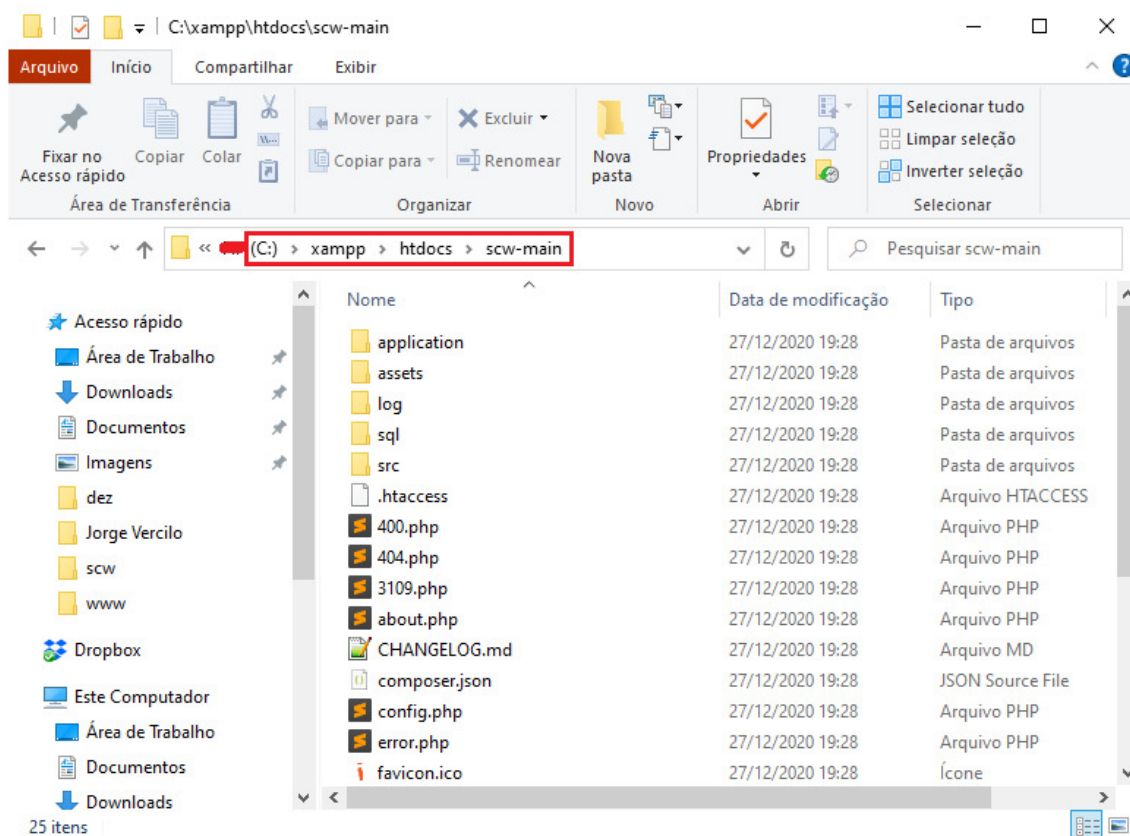 C:\xampp\htdocs\scw-main
Arquivo Início Compartilhar Exibir
Fixar no Acesso rápido
Copiar
Colar
Área de Transferência
Mover para
Copiar para
Excluir
Renomear
Organizar
Nova pasta
Novo
Propriedades
Abrir
Selecionar tudo
Limpar seleção
Inverter seleção
Selecionar
« (C:) > xampp > htdocs > scw-main
Pesquisar scw-main
Acesso rápido
Área de Trabalho
Downloads
Documentos
Imagens
dez
Jorge Vercilo
scw
www
Dropbox
Este Computador
Área de Trabalho
Documentos
Downloads
Nome Data de modificação Tipo
application 27/12/2020 19:28 Pasta de arquivos
assets 27/12/2020 19:28 Pasta de arquivos
log 27/12/2020 19:28 Pasta de arquivos
sql 27/12/2020 19:28 Pasta de arquivos
src 27/12/2020 19:28 Pasta de arquivos
.htaccess 27/12/2020 19:28 Arquivo HTACCESS
400.php 27/12/2020 19:28 Arquivo PHP
404.php 27/12/2020 19:28 Arquivo PHP
3109.php 27/12/2020 19:28 Arquivo PHP
about.php 27/12/2020 19:28 Arquivo PHP
CHANGELOG.md 27/12/2020 19:28 Arquivo MD
composer.json 27/12/2020 19:28 JSON Source File
config.php 27/12/2020 19:28 Arquivo PHP
error.php 27/12/2020 19:28 Arquivo PHP
favicon.ico 27/12/2020 19:28 Ícone
25 itens